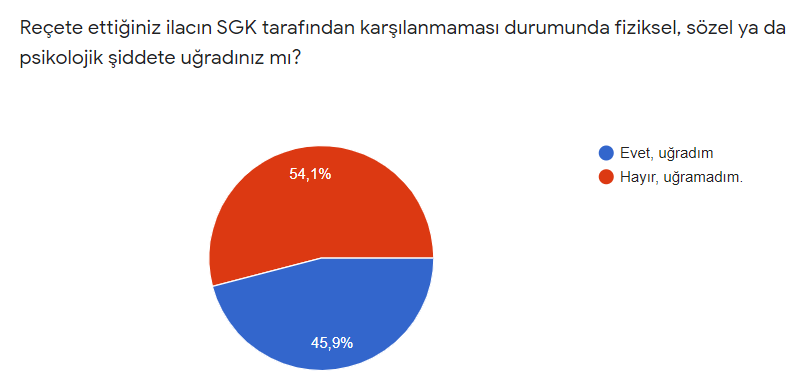 Reçete ettiğiniz ilacın SGK tarafından karşılanmaması durumunda fiziksel, sözel ya da
psikolojik şiddete uğradınız mı?
Evet, uğradım
Hayır, uğramadım.
54,1%
45,9%